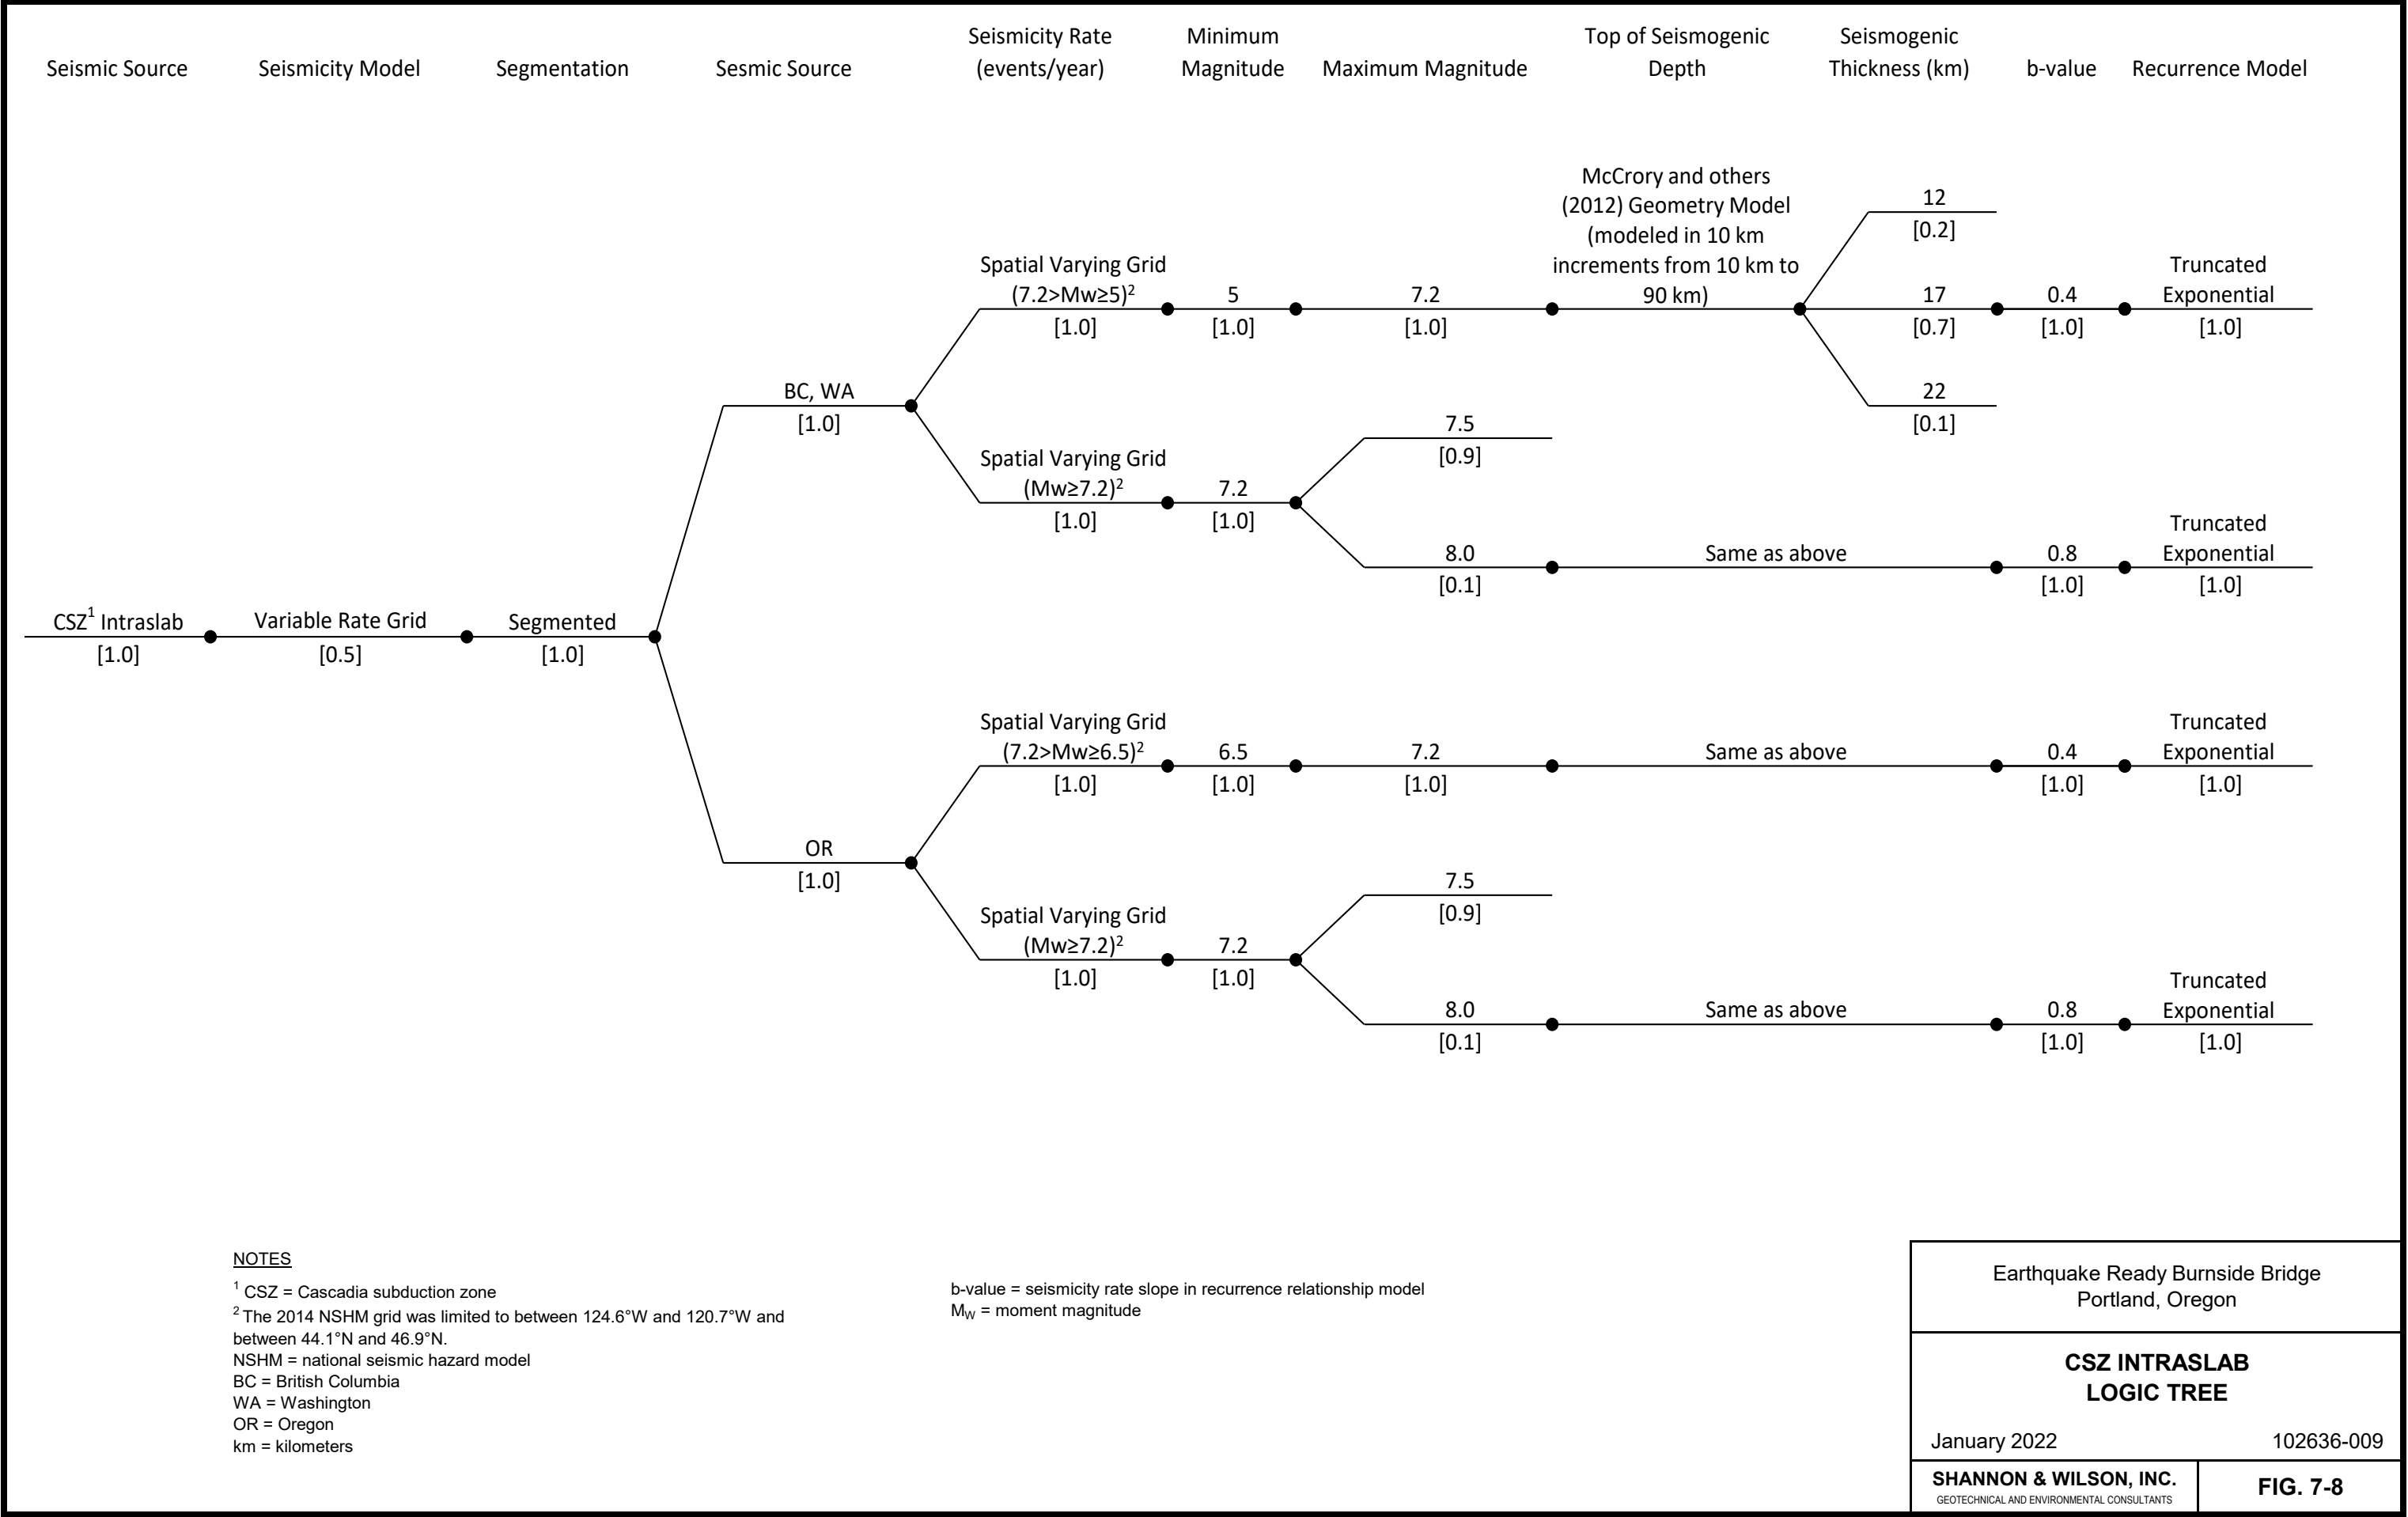 Seismic Source
Seismicity Model
Segmentation
Sesmic Source
Seismicity Rate
(events/year)
Minimum
Magnitude
Maximum Magnitude
Top of Seismogenic
Depth
Seismogenic
Thickness (km)
b-value
Recurrence Model
CSZ¹ Intraslab
[1.0]
Variable Rate Grid
[0.5]
Segmented
[1.0]
BC, WA
[1.0]
Spatial Varying Grid
(7.2>Mw≥5)²
[1.0]
5
[1.0]
7.2
[1.0]
McCrory and others
(2012) Geometry Model
(modeled in 10 km
increments from 10 km to
90 km)
12
[0.2]
17
[0.7]
22
[0.1]
0.4
[1.0]
Truncated
Exponential
[1.0]
Spatial Varying Grid
(Mw≥7.2)²
[1.0]
7.2
[1.0]
7.5
[0.9]
8.0
[0.1]
Same as above
0.8
[1.0]
Truncated
Exponential
[1.0]
OR
[1.0]
Spatial Varying Grid
(7.2>Mw≥6.5)²
[1.0]
6.5
[1.0]
7.2
[1.0]
Same as above
0.4
[1.0]
Truncated
Exponential
[1.0]
Spatial Varying Grid
(Mw≥7.2)²
[1.0]
7.2
[1.0]
7.5
[0.9]
8.0
[0.1]
Same as above
0.8
[1.0]
Truncated
Exponential
[1.0]
NOTES
¹ CSZ = Cascadia subduction zone
² The 2014 NSHM grid was limited to between 124.6°W and 120.7°W and
between 44.1°N and 46.9°N.
NSHM = national seismic hazard model
BC = British Columbia
WA = Washington
OR = Oregon
km = kilometers
b-value = seismicity rate slope in recurrence relationship model
M_W = moment magnitude
Earthquake Ready Burnside Bridge
Portland, Oregon
CSZ INTRASLAB
LOGIC TREE
January 2022
102636-009
SHANNON & WILSON, INC.
GEOTECHNICAL AND ENVIRONMENTAL CONSULTANTS
FIG. 7-8